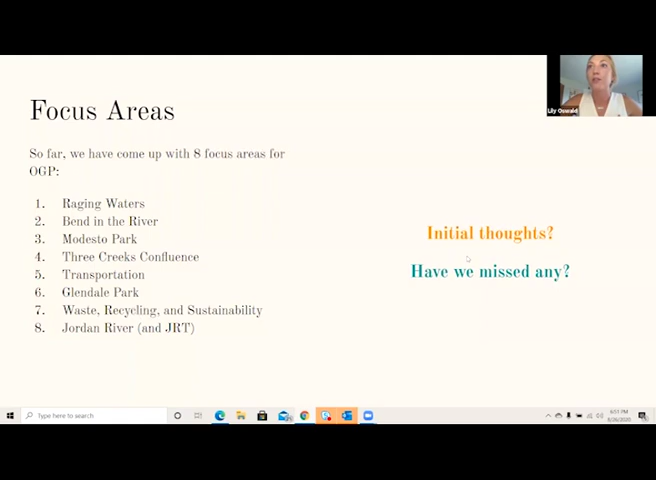 Lily Oswald
Focus Areas
So far, we have come up with 8 focus areas for
OGP:
1. Raging Waters
2. Bend in the River
3. Modesto Park
4. Three Creeks Confluence
5. Transportation
6. Glendale Park
7. Waste, Recycling, and Sustainability
8. Jordan River (and JRT)
Initial thoughts?
Have we missed any?
Type here to search